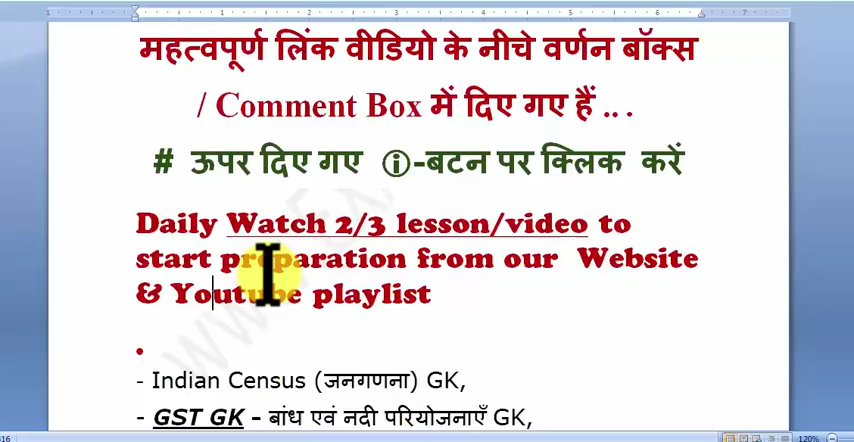 महत्वपूर्ण लिंक वीडियो के नीचे वर्णन बॉक्स
/ Comment Box में दिए गए हैं .. .
# ऊपर दिए गए ⓘ-बटन पर क्लिक करें
Daily Watch 2/3 lesson/video to
start preparation from our Website
& Youtube playlist
•
- Indian Census (जनगणना) GK,
- GST GK - बांध एवं नदी परियोजनाएँ GK,
120%